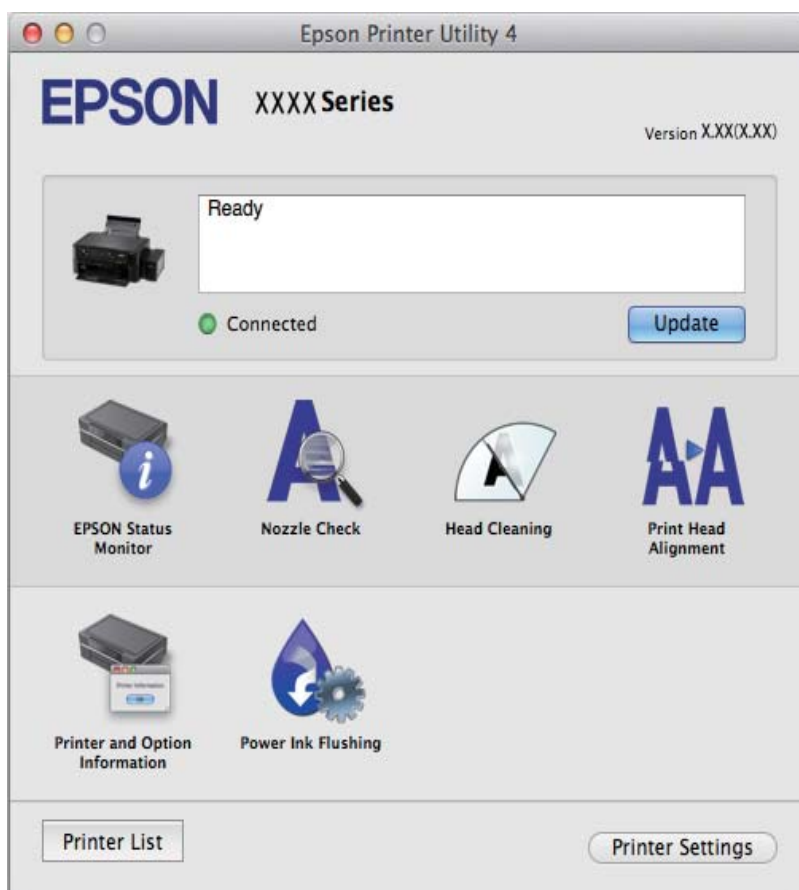 Epson Printer Utility 4
EPSON XXXX Series
Version X.XX(X.XX)
Ready
Connected
Update
EPSON Status
Monitor
Nozzle Check
Head Cleaning
Print Head
Alignment
Printer and Option
Information
Power Ink Flushing
Printer List
Printer Settings